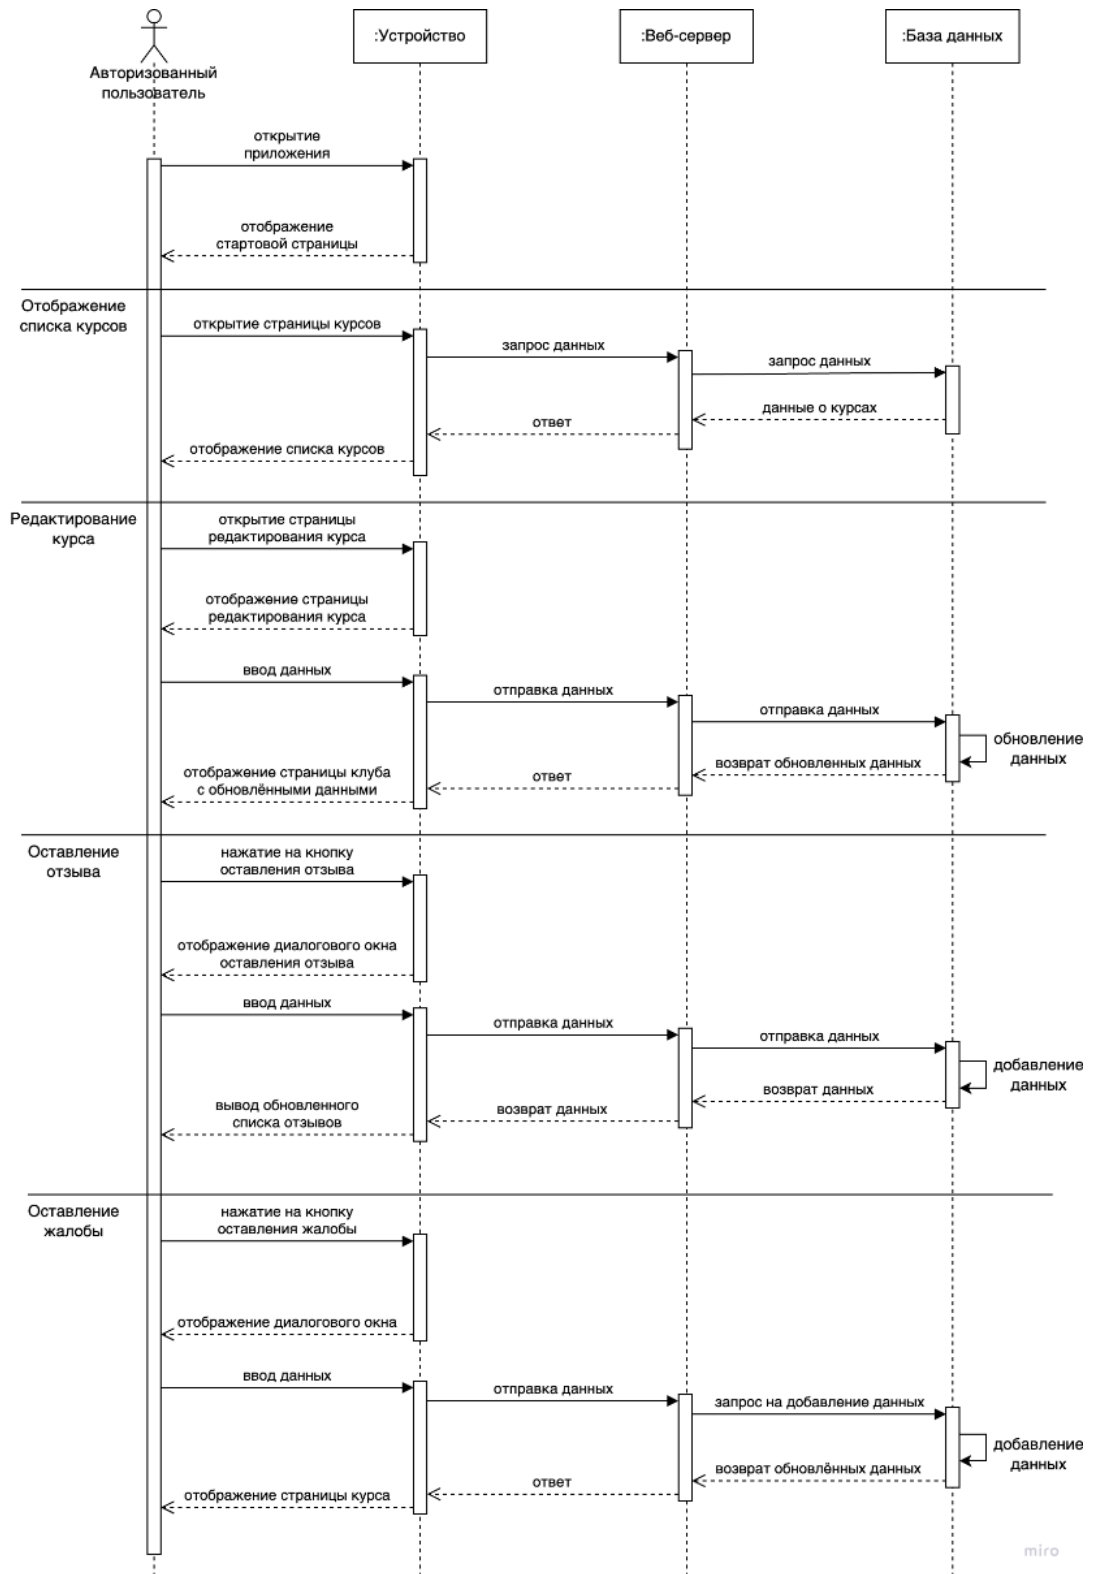 :Устройство
:Веб-сервер
:База данных
Авторизованный
пользователь
открытие
приложения
отображение
стартовой страницы
Отображение
списка курсов
открытие страницы курсов
запрос данных
запрос данных
данные о курсах
ответ
отображение списка курсов
Редактирование
курса
открытие страницы
редактирования курса
отображение страницы
редактирования курса
ввод данных
отправка данных
отправка данных
обновление
данных
возврат обновленных данных
ответ
отображение страницы клуба
с обновлёнными данными
Оставление
отзыва
нажатие на кнопку
оставления отзыва
отображение диалогового окна
оставления отзыва
ввод данных
отправка данных
отправка данных
добавление
данных
возврат данных
возврат данных
вывод обновленного
списка отзывов
Оставление
жалобы
нажатие на кнопку
оставления жалобы
отображение диалогового окна
ввод данных
отправка данных
запрос на добавление данных
добавление
данных
возврат обновлённых данных
ответ
отображение страницы курса
miro